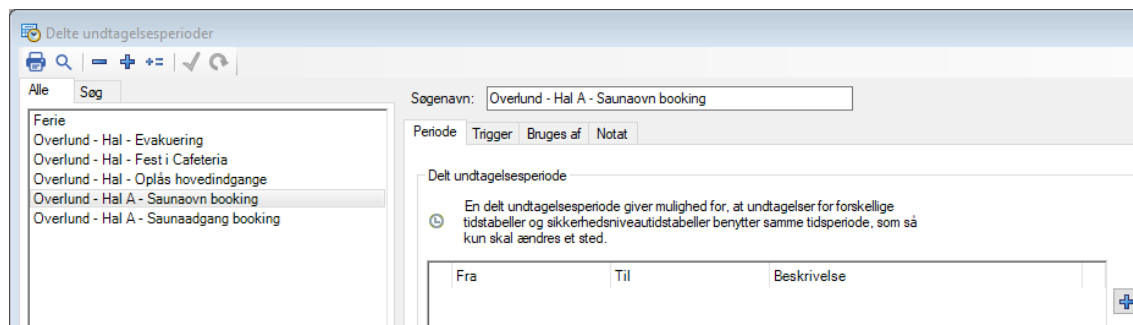 Delte undtagelsesperioder
Alle
Søg
Ferie
Overlund - Hal - Evakuering
Overlund - Hal - Fest i Cafeteria
Overlund - Hal - Oplås hovedindgange
Overlund - Hal A - Saunaovn booking
Overlund - Hal A - Saunaadgang booking
Søgenavn: Overlund - Hal A - Saunaovn booking
Periode Trigger Bruges af Notat
Delt undtagelsesperiode
En delt undtagelsesperiode giver mulighed for, at undtagelser for forskellige
tidstabeller og sikkerhedsniveautidstabeller benytter samme tidsperiode, som så
kun skal ændres et sted.
Fra Til Beskrivelse